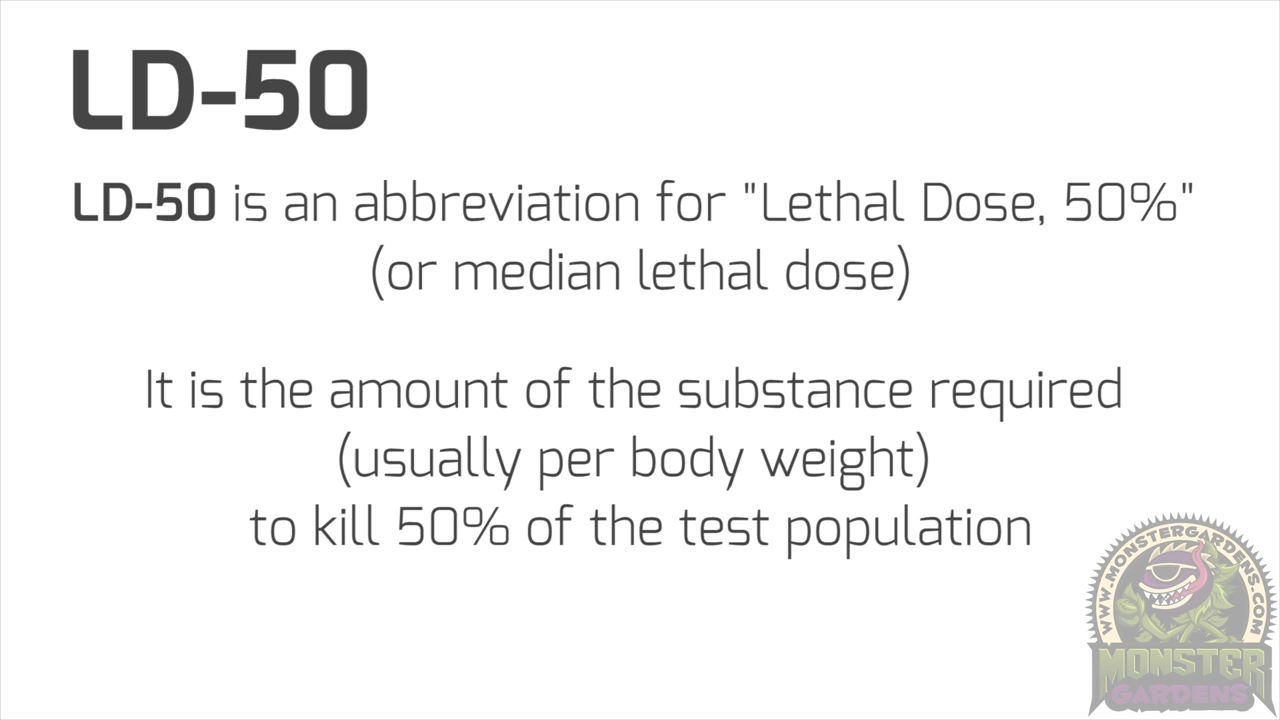 LD-50
LD-50 is an abbreviation for "Lethal Dose, 50%"
(or median lethal dose)
It is the amount of the substance required
(usually per body weight)
to kill 50% of the test population
WWW.MONSTERGARDENS.COM
MONSTER
GARDENS